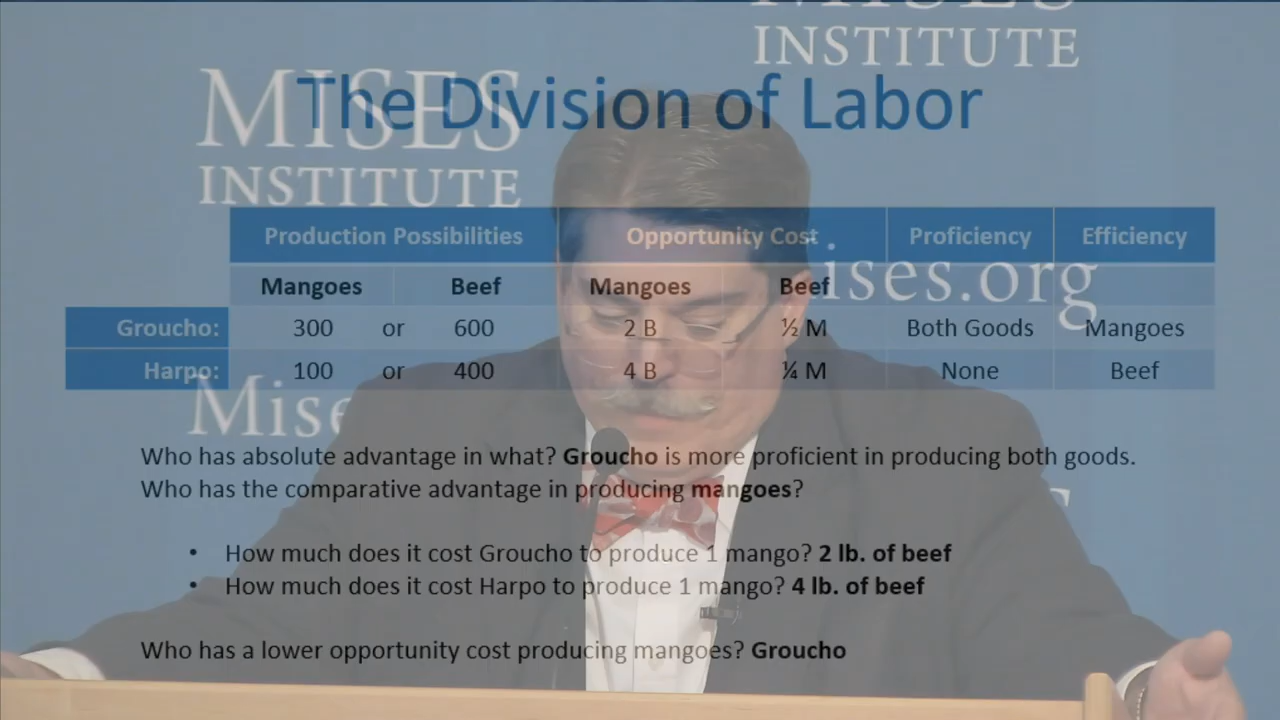 MISES
INSTITUTE
MISES
INSTITUTE
The Division of Labor
mises.org
Production Possibilities Opportunity Cost Proficiency Efficiency
Mangoes Beef Mangoes Beef
Groucho: 300 or 600 2 B ½ M Both Goods Mangoes
Harpo: 100 or 400 4 B ¼ M None Beef
Mise
Who has absolute advantage in what? Groucho is more proficient in producing both goods.
Who has the comparative advantage in producing mangoes?
• How much does it cost Groucho to produce 1 mango? 2 lb. of beef
• How much does it cost Harpo to produce 1 mango? 4 lb. of beef
Who has a lower opportunity cost producing mangoes? Groucho